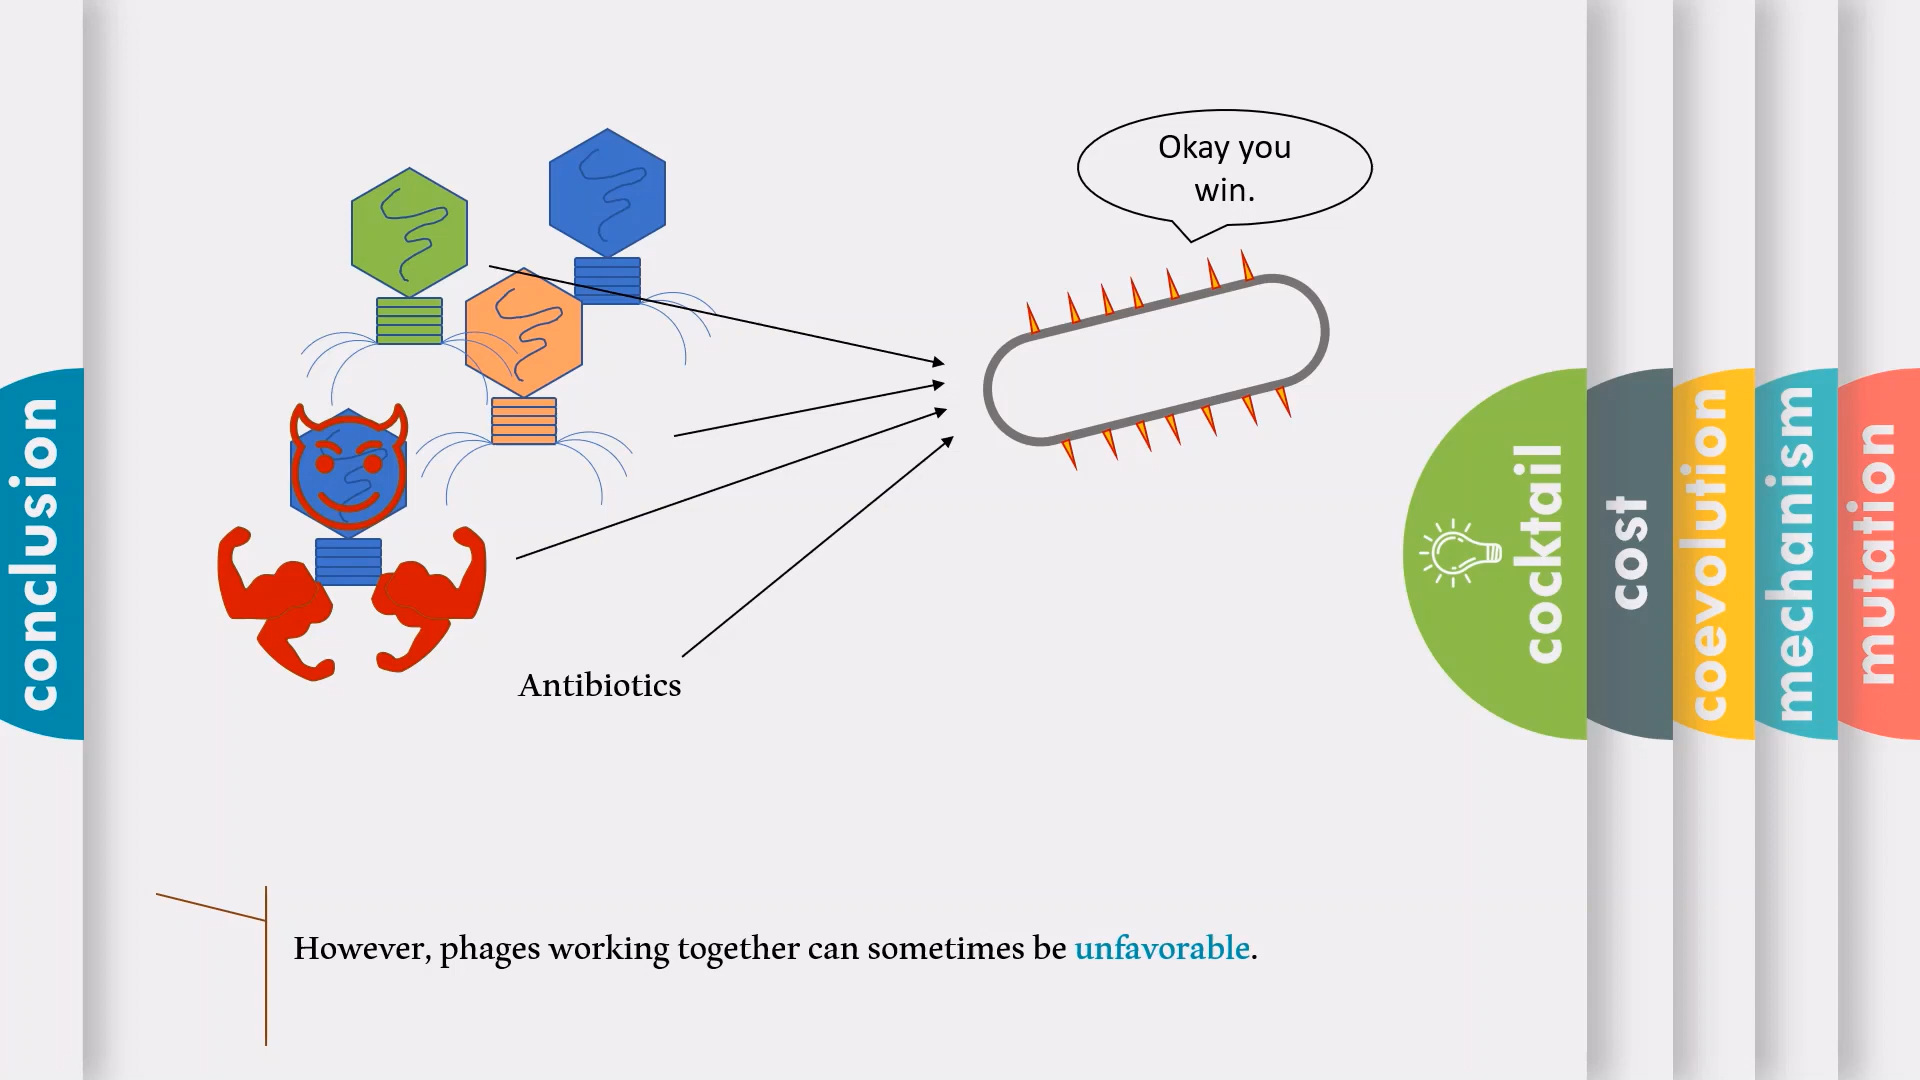 conclusion
Okay you
win.
Antibiotics
However, phages working together can sometimes be unfavorable.
cocktail
cost
coevolution
mechanism
mutation